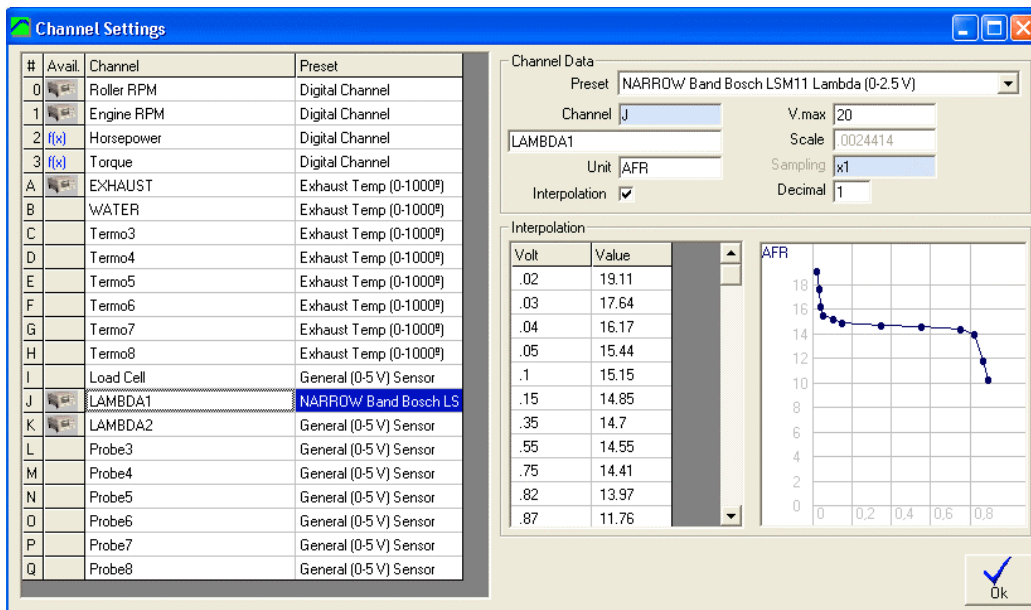 Channel Settings
# Avail. Channel Preset
0 Roller RPM Digital Channel
1 Engine RPM Digital Channel
2 f(x) Horsepower Digital Channel
3 f(x) Torque Digital Channel
A EXHAUST Exhaust Temp (0-1000º)
B WATER Exhaust Temp (0-1000º)
C Termo3 Exhaust Temp (0-1000º)
D Termo4 Exhaust Temp (0-1000º)
E Termo5 Exhaust Temp (0-1000º)
F Termo6 Exhaust Temp (0-1000º)
G Termo7 Exhaust Temp (0-1000º)
H Termo8 Exhaust Temp (0-1000º)
I Load Cell General (0-5 V) Sensor
J LAMBDA1 NARROW Band Bosch LS
K LAMBDA2 General (0-5 V) Sensor
L Probe3 General (0-5 V) Sensor
M Probe4 General (0-5 V) Sensor
N Probe5 General (0-5 V) Sensor
O Probe6 General (0-5 V) Sensor
P Probe7 General (0-5 V) Sensor
Q Probe8 General (0-5 V) Sensor
Channel Data
Preset NARROW Band Bosch LSM11 Lambda (0-2.5 V)
Channel J V.max 20
LAMBDA1 Scale .0024414
Unit AFR Sampling x1
Interpolation Decimal 1
Interpolation
Volt Value
.02 19.11
.03 17.64
.04 16.17
.05 15.44
.1 15.15
.15 14.85
.35 14.7
.55 14.55
.75 14.41
.82 13.97
.87 11.76
AFR
18
16
14
12
10
8
6
4
2
0
0 0,2 0,4 0,6 0,8
Ok